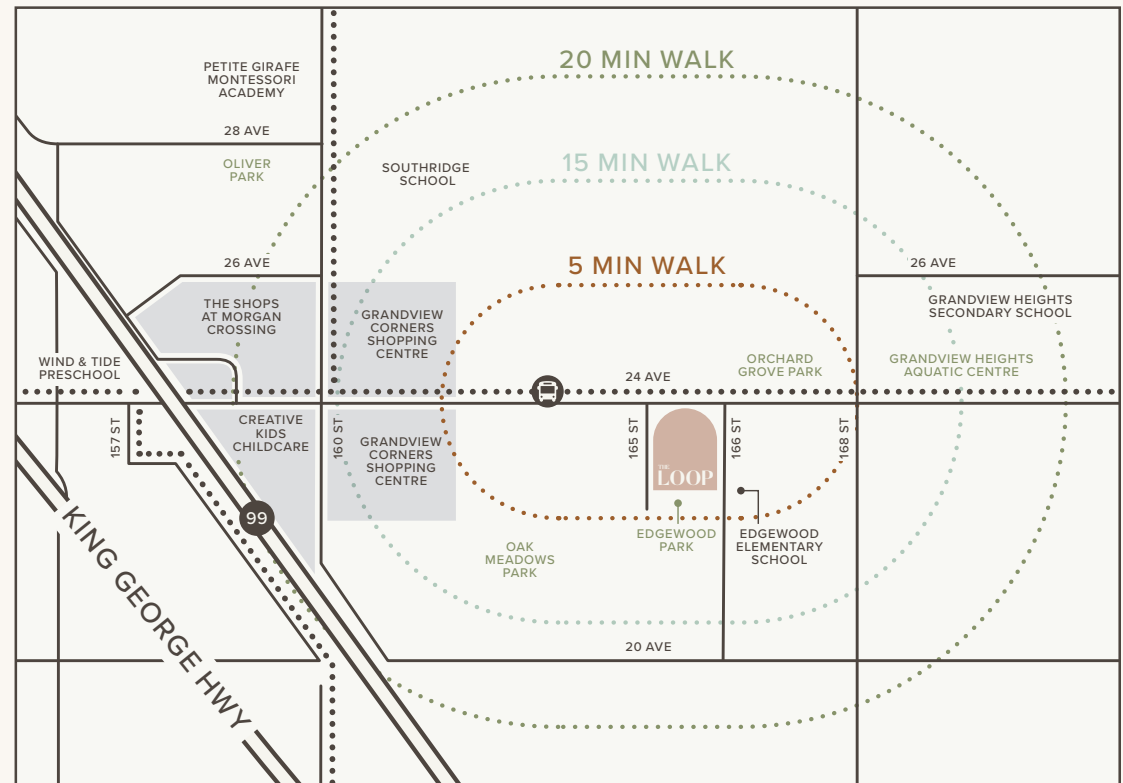 20 MIN WALK
PETITE GIRAFE
MONTESSORI
ACADEMY
28 AVE
OLIVER
PARK
SOUTHRIDGE
SCHOOL
15 MIN WALK
26 AVE
5 MIN WALK
26 AVE
THE SHOPS
AT MORGAN
CROSSING
GRANDVIEW
CORNERS
SHOPPING
CENTRE
GRANDVIEW HEIGHTS
SECONDARY SCHOOL
WIND & TIDE
PRESCHOOL
24 AVE
ORCHARD
GROVE PARK
GRANDVIEW HEIGHTS
AQUATIC CENTRE
157 ST
CREATIVE
KIDS
CHILDCARE
160 ST
GRANDVIEW
CORNERS
SHOPPING
CENTRE
165 ST
THE
LOOP
166 ST
168 ST
99
KING GEORGE HWY
OAK
MEADOWS
PARK
EDGEWOOD
PARK
EDGEWOOD
ELEMENTARY
SCHOOL
20 AVE